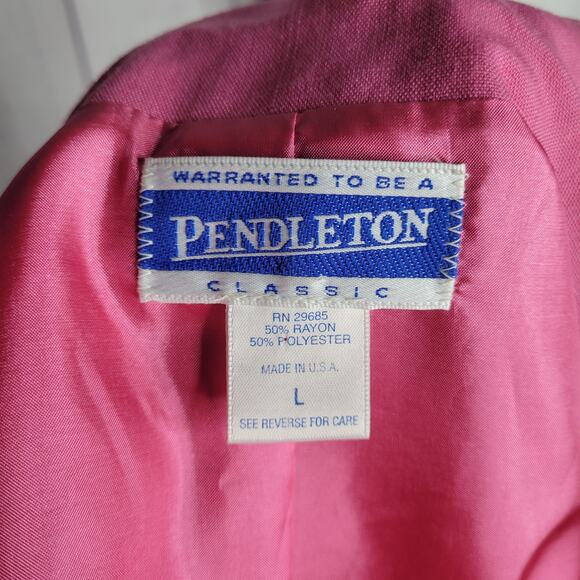 WARRANTED TO BE A
PENDLETON
CLASSIC
RN 29685
50% RAYON
50% POLYESTER
MADE IN U.S.A.
L
SEE REVERSE FOR CARE